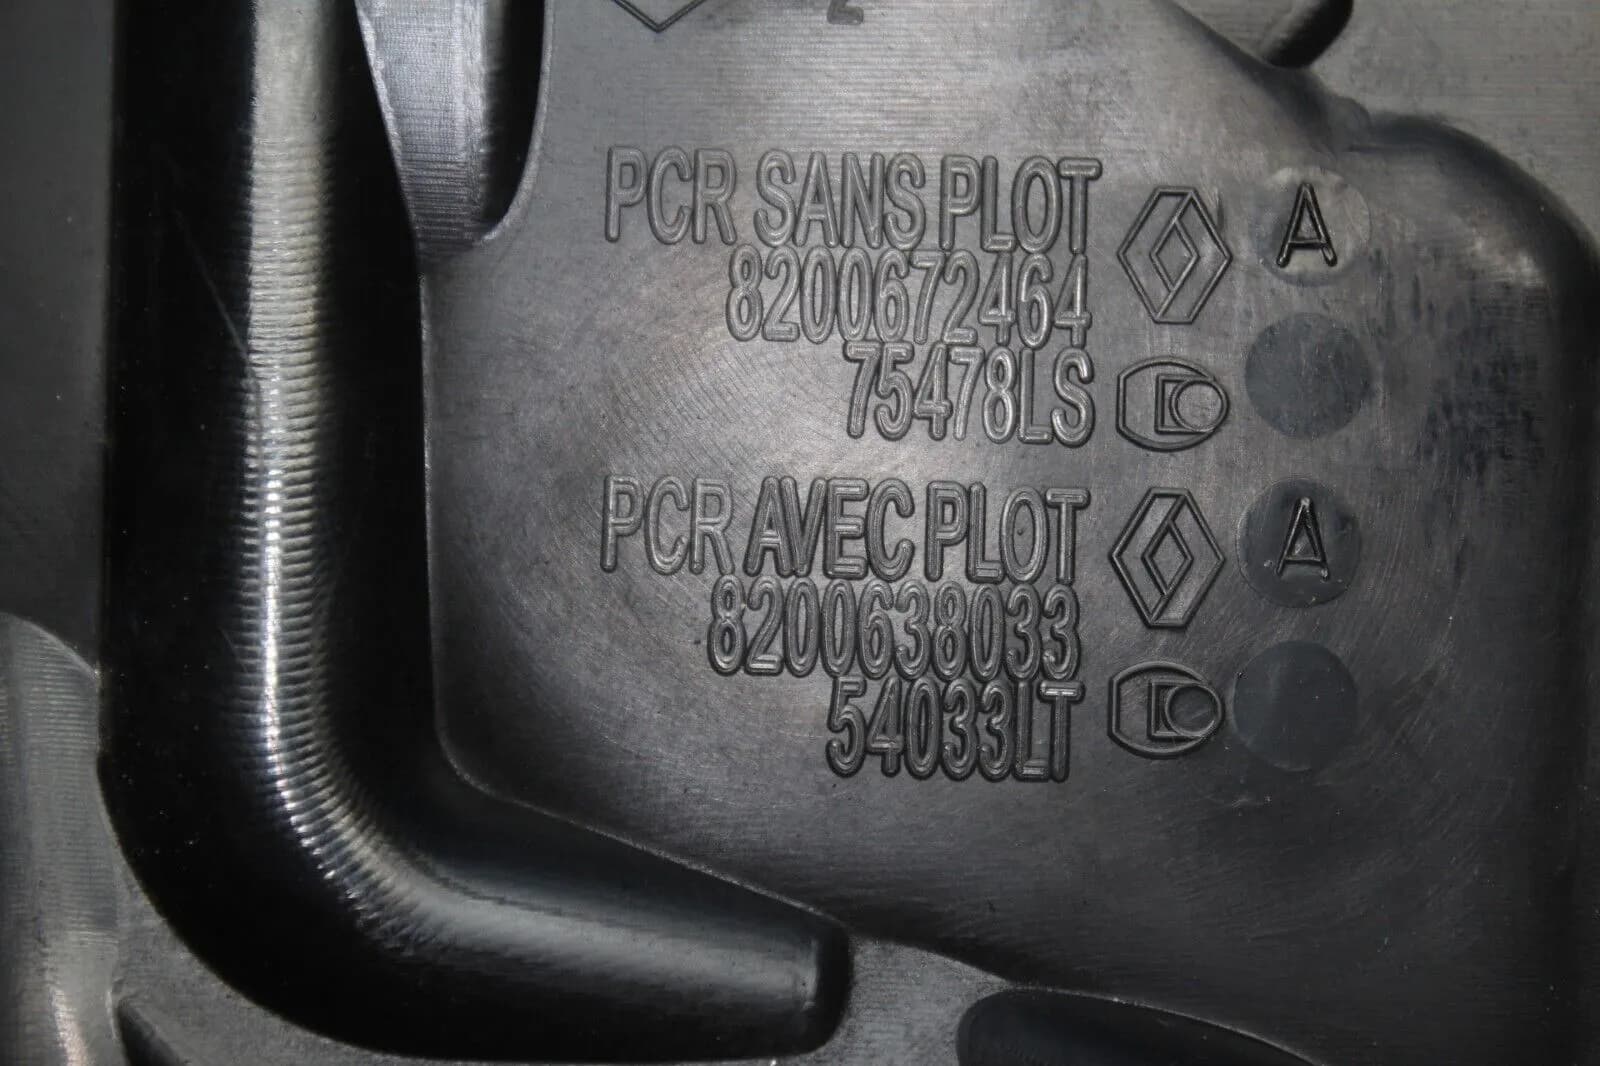 PCR SANS PLOT
8200672464
75478LS
A
PCR AVEC PLOT
8200638033
54033LT
A